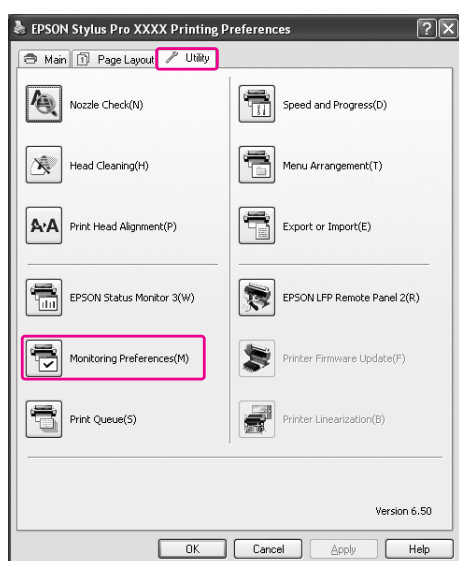 EPSON Stylus Pro XXXX Printing Preferences
Main Page Layout Utility
Nozzle Check(N)
Speed and Progress(D)
Head Cleaning(H)
Menu Arrangement(T)
A·A Print Head Alignment(P)
Export or Import(E)
EPSON Status Monitor 3(W)
EPSON LFP Remote Panel 2(R)
Monitoring Preferences(M)
Printer Firmware Update(F)
Print Queue(S)
Printer Linearization(B)
Version 6.50
OK Cancel Apply Help